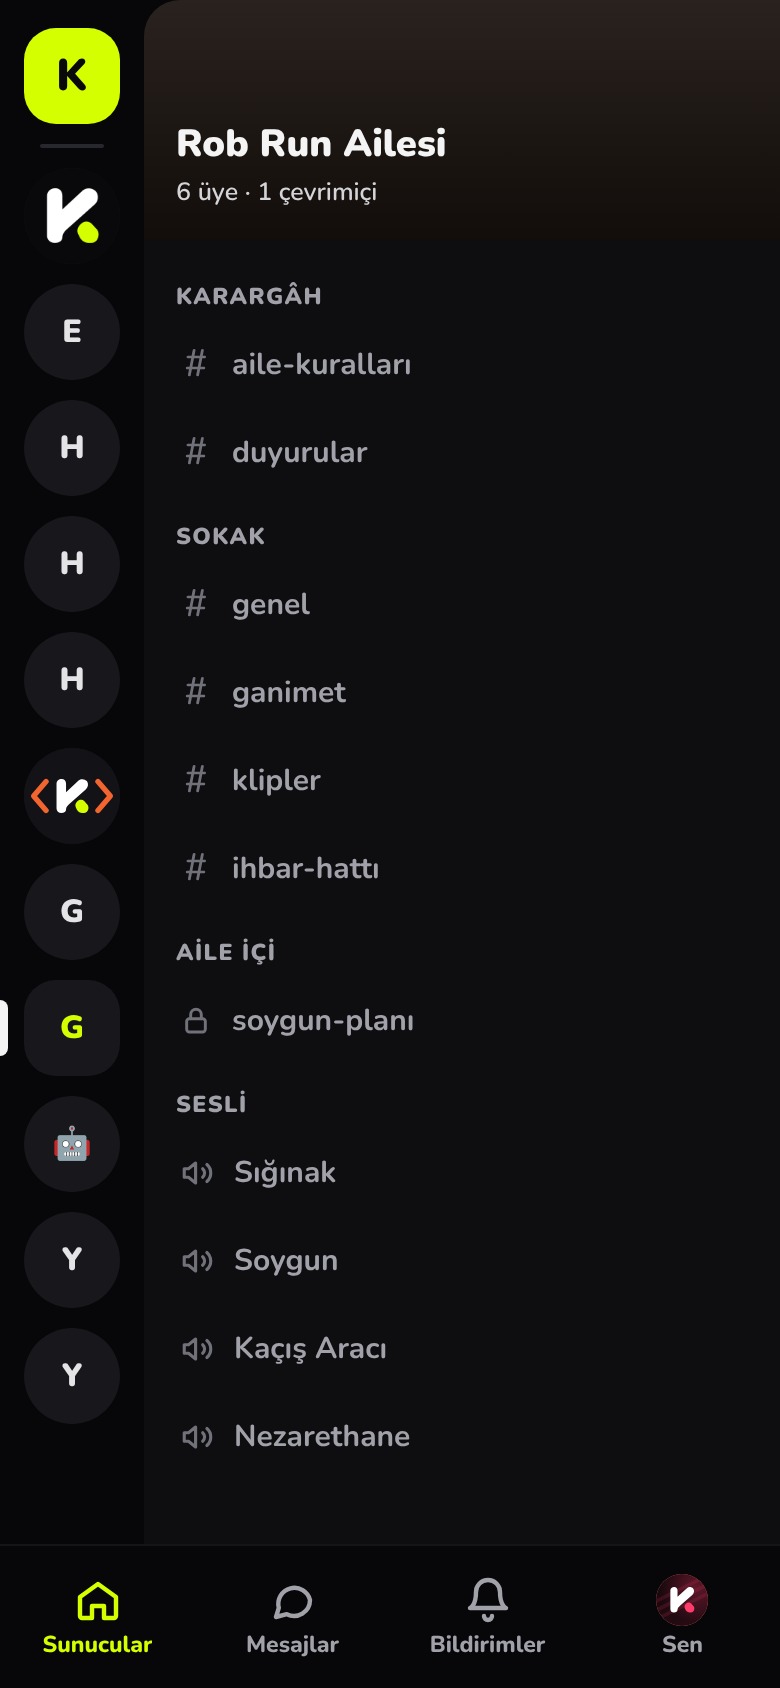 K
K
E
H
H
H
<K>
G
G
Y
Y
Rob Run Ailesi
6 üye · 1 çevrimiçi
KARARGÂH
# aile-kuralları
# duyurular
SOKAK
# genel
# ganimet
# klipler
# ihbar-hattı
AİLE İÇİ
soygun-planı
SESLİ
Sığınak
Soygun
Kaçış Aracı
Nezarethane
Sunucular
Mesajlar
Bildirimler
K
Sen